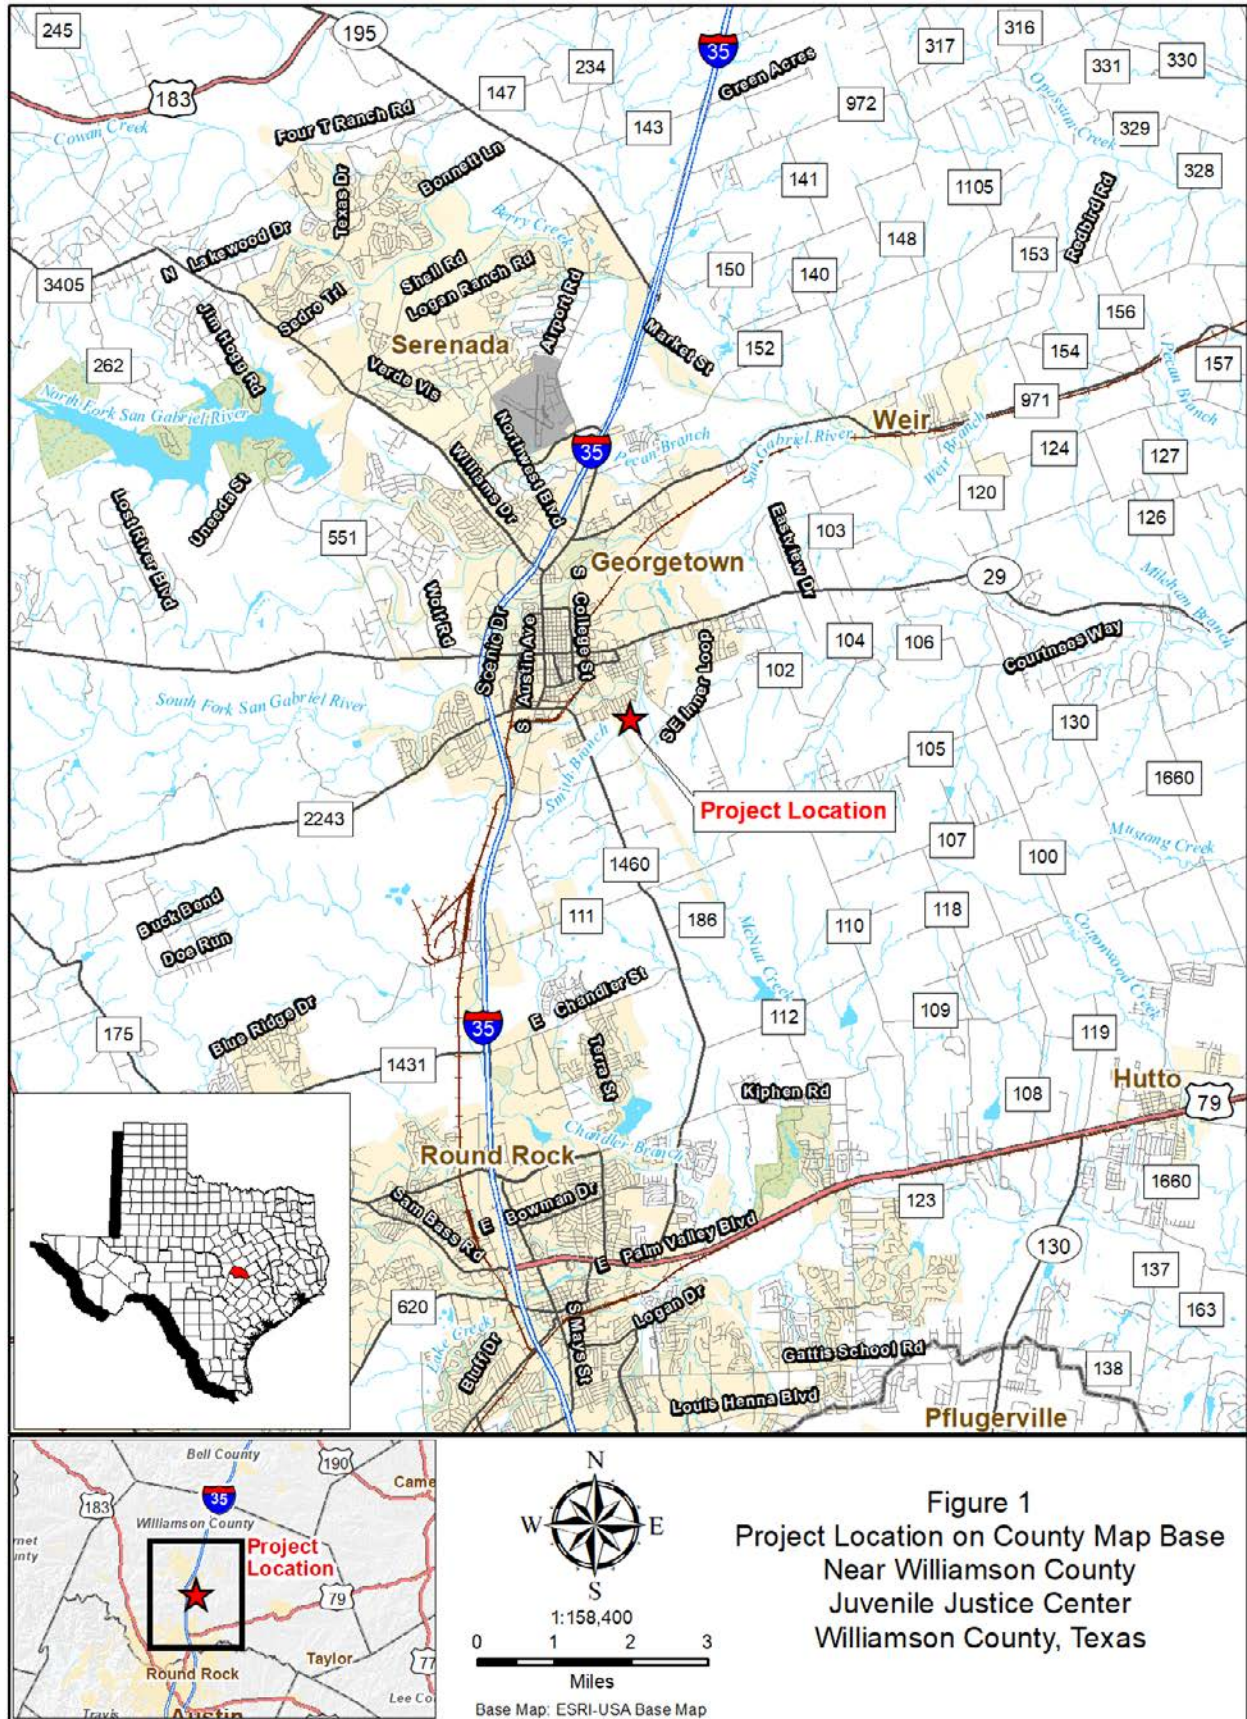 245
195
35
234
317
316
331
330
183
147
Green Acres
972
Opossum Creek
Cowan Creek
Four T Ranch Rd
143
329
Bonnett Ln
141
1105
328
Texas Dr
Redbird Rd
Berry Creek
N Lakewood Dr
148
153
3405
Shell Rd
150
140
Logan Ranch Rd
Airport Rd
Sedro Trl
Jim Hogg Rd
156
Market St
152
154
Pecan Branch
157
Serenada
262
Verde Vis
971
North Fork San Gabriel River
Weir
Northwest Blvd
35
Pecan Branch
San Gabriel River
Weir Branch
124
127
Williams Dr
120
Lost River Blvd
Uneeda St
551
Eastview Dr
103
126
Georgetown
29
Mileham Branch
Wolf Rd
S College St
Scenic Dr
S Austin Ave
104
106
Courtnees Way
SE Inner Loop
102
South Fork San Gabriel River
130
Smith Branch
105
1660
Project Location
2243
107
100
Mustang Creek
1460
Buck Bend
111
186
McNutt Creek
110
118
Cottonwood Creek
Doe Run
E Chandler St
Blue Ridge Dr
35
112
109
119
175
1431
Terra St
Kiphen Rd
108
Hutto
79
Chandler Branch
Round Rock
Sam Bass Rd
E Bowman Dr
123
1660
E Palm Valley Blvd
130
137
620
Lake Creek
Bluff Dr
S Mays St
Logan Dr
163
Gattis School Rd
138
Louis Henna Blvd
Pflugerville
Bell County
190
Came
183
35
Williamson County
Project
Location
rnet
unty
79
Round Rock
Taylor
77
Lee Co
Travis
Austin
N
W
E
S
1:158,400
0 1 2 3
Miles
Base Map: ESRI-USA Base Map
Figure 1
Project Location on County Map Base
Near Williamson County
Juvenile Justice Center
Williamson County, Texas